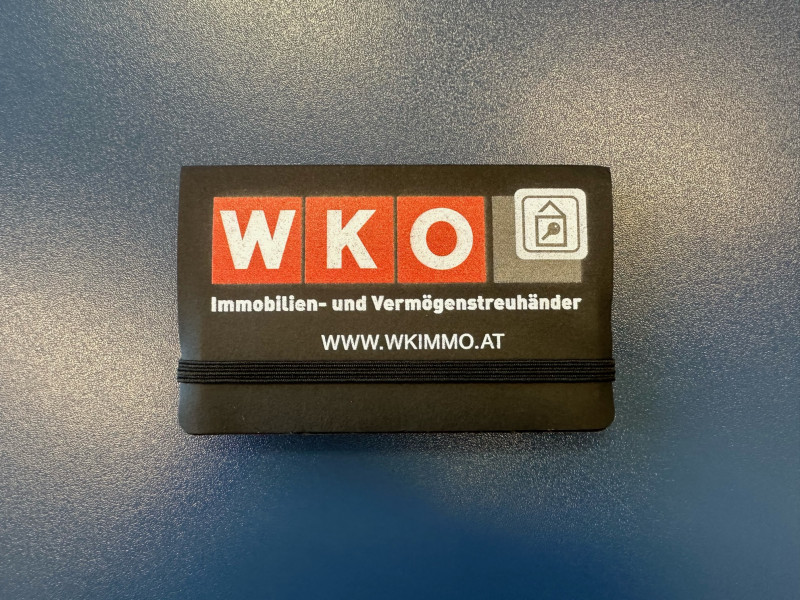 WKO
Immobilien- und Vermögenstreuhänder
WWW.WKIMMO.AT